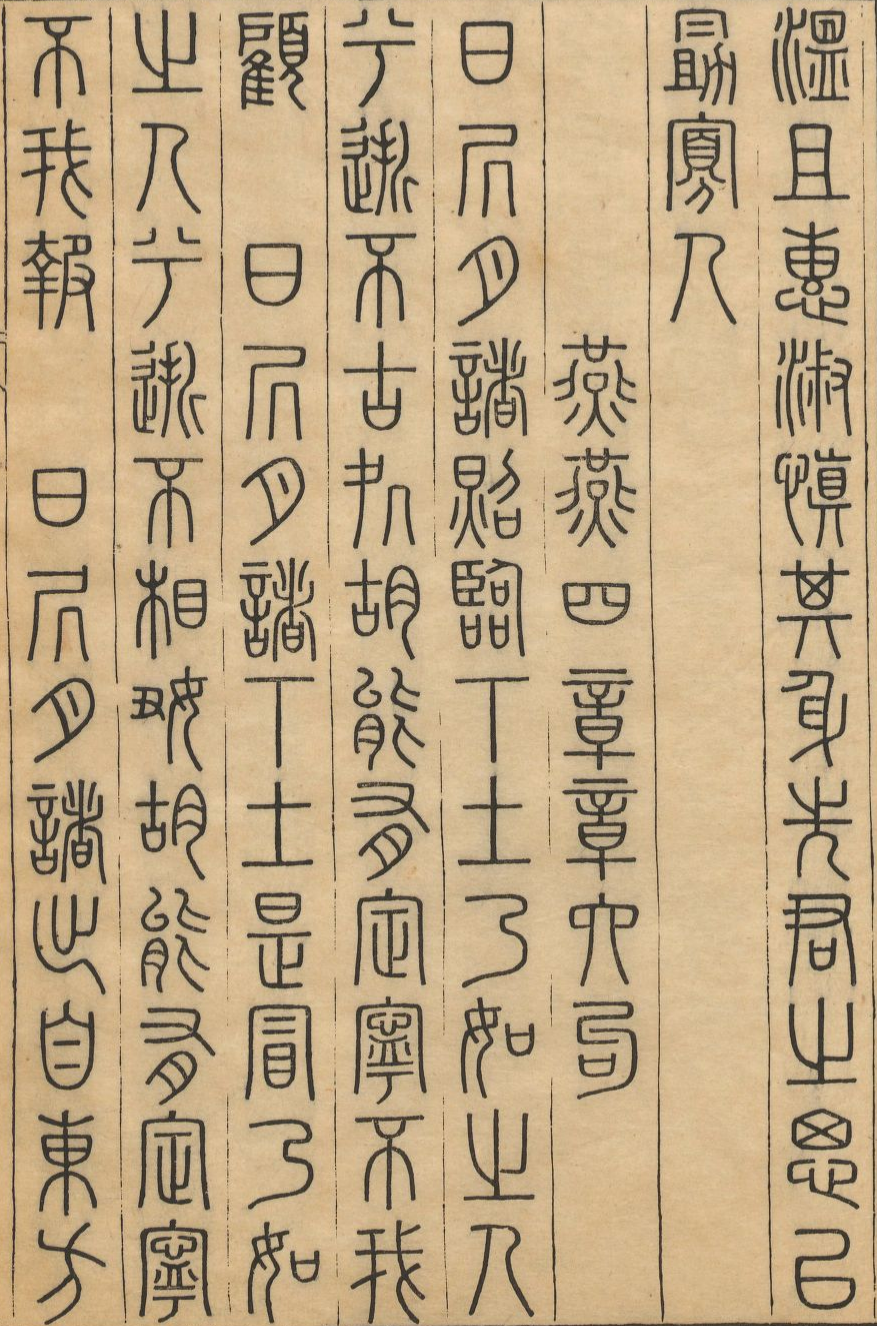 溫且惠淑慎其身先君之思以
勖寡人
燕燕四章章六句
日居月諸照臨下土乃如之人
兮逝不古處胡能有定寧不我
顧　日居月諸下土是冒乃如
之人兮逝不相好胡能有定寧
不我報　日居月諸出自東方